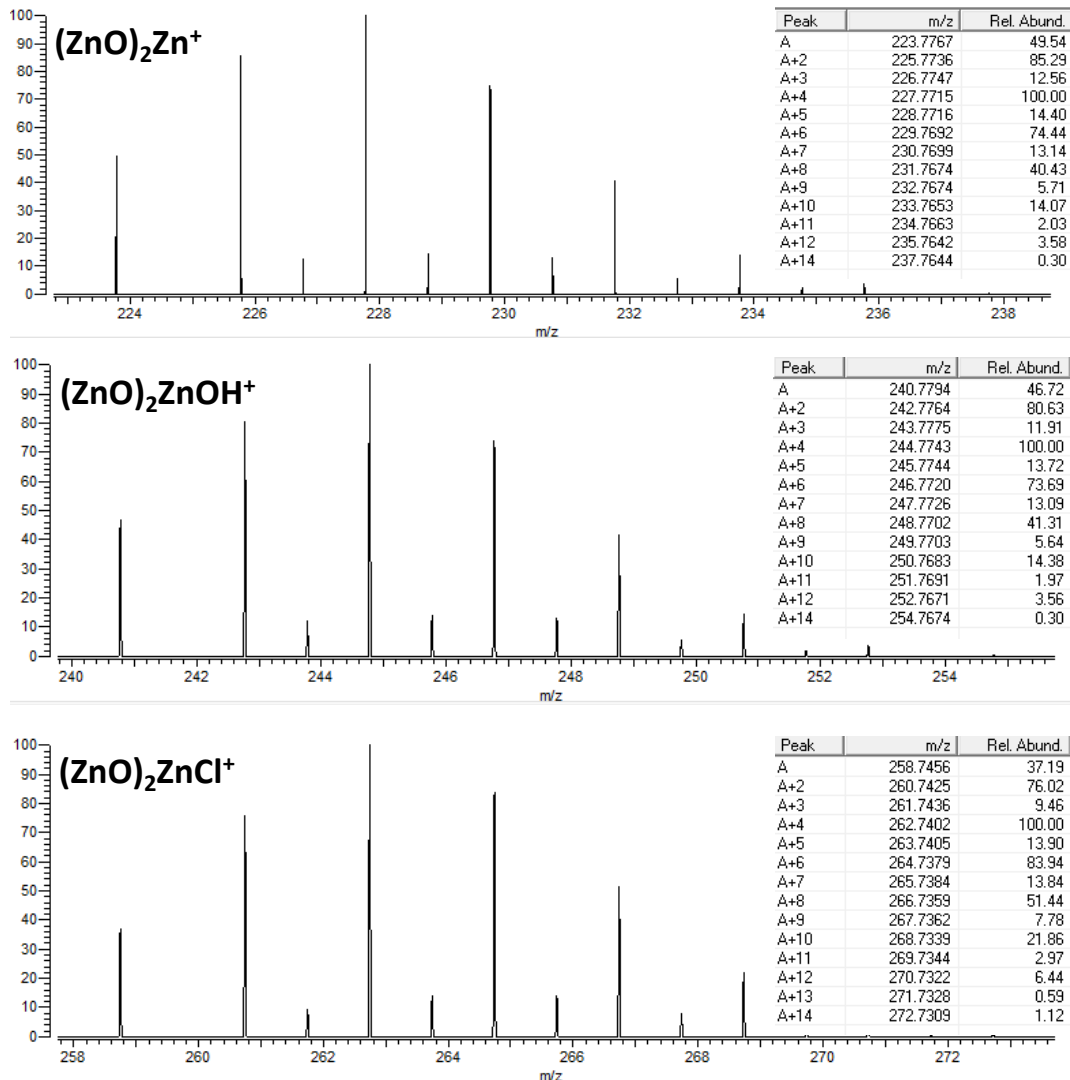 (ZnO)₂Zn⁺
100
90
80
70
60
50
40
30
20
10
0
224 226 228 230 232 234 236 238
m/z
Peak m/z Rel. Abund.
A 223.7767 49.54
A+2 225.7736 85.29
A+3 226.7747 12.56
A+4 227.7715 100.00
A+5 228.7716 14.40
A+6 229.7692 74.44
A+7 230.7699 13.14
A+8 231.7674 40.43
A+9 232.7674 5.71
A+10 233.7653 14.07
A+11 234.7663 2.03
A+12 235.7642 3.58
A+14 237.7644 0.30
(ZnO)₂ZnOH⁺
100
90
80
70
60
50
40
30
20
10
0
240 242 244 246 248 250 252 254
m/z
Peak m/z Rel. Abund.
A 240.7794 46.72
A+2 242.7764 80.63
A+3 243.7775 11.91
A+4 244.7743 100.00
A+5 245.7744 13.72
A+6 246.7720 73.69
A+7 247.7726 13.09
A+8 248.7702 41.31
A+9 249.7703 5.64
A+10 250.7683 14.38
A+11 251.7691 1.97
A+12 252.7671 3.56
A+14 254.7674 0.30
(ZnO)₂ZnCl⁺
100
90
80
70
60
50
40
30
20
10
0
258 260 262 264 266 268 270 272
m/z
Peak m/z Rel. Abund.
A 258.7456 37.19
A+2 260.7425 76.02
A+3 261.7436 9.46
A+4 262.7402 100.00
A+5 263.7405 13.90
A+6 264.7379 83.94
A+7 265.7384 13.84
A+8 266.7359 51.44
A+9 267.7362 7.78
A+10 268.7339 21.86
A+11 269.7344 2.97
A+12 270.7322 6.44
A+13 271.7328 0.59
A+14 272.7309 1.12